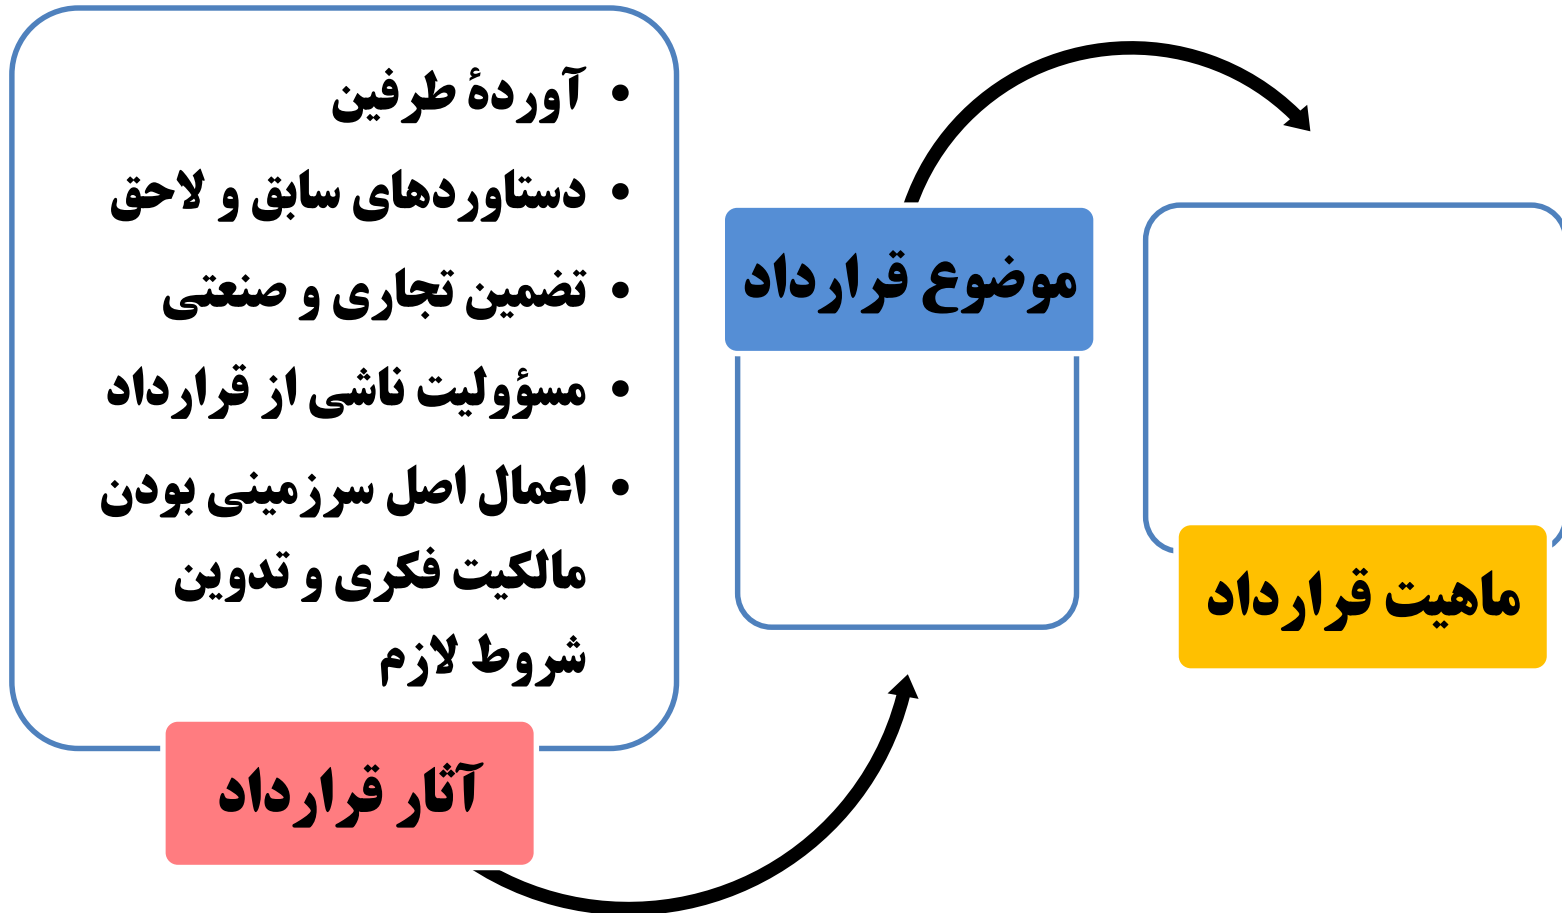 • آوردهٔ طرفین
• دستاوردهای سابق و لاحق
• تضمین تجاری و صنعتی
• مسؤولیت ناشی از قرارداد
• اعمال اصل سرزمینی بودن
مالکیت فکری و تدوین
شروط لازم
آثار قرارداد
موضوع قرارداد
ماهیت قرارداد